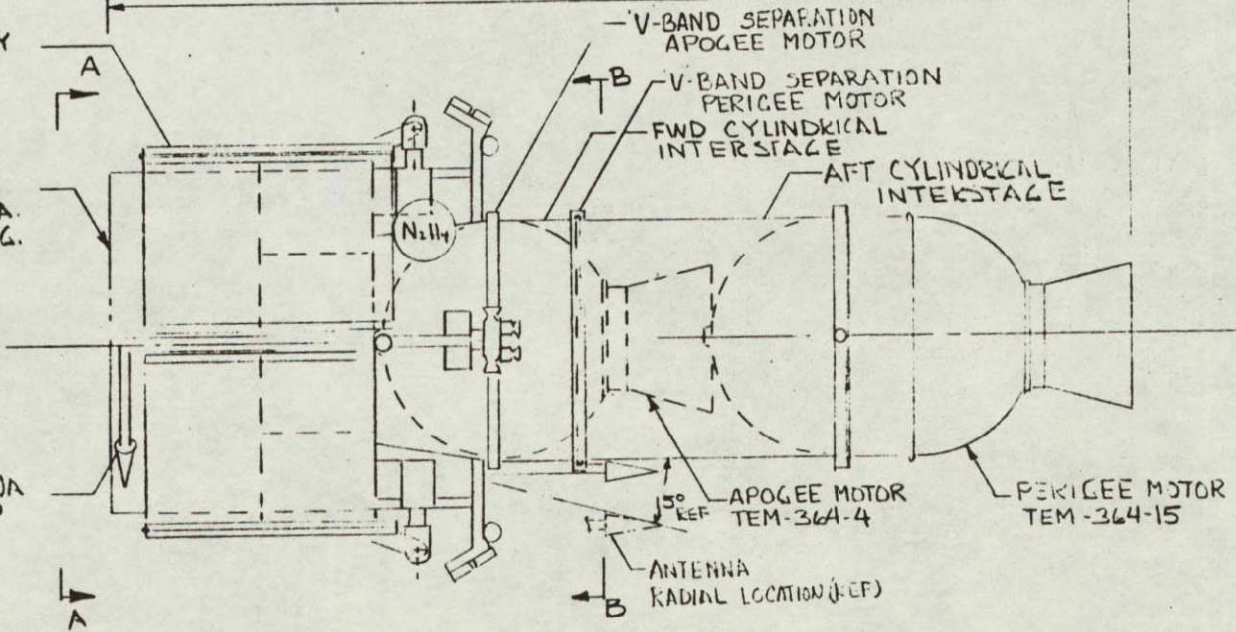 V-BAND SEPARATION
APOGEE MOTOR
V-BAND SEPARATION
PERIGEE MOTOR
FWD CYLINDRICAL
INTERSTAGE
AFT CYLINDRICAL
INTERSTAGE
Y
A
B
A.
G.
N₂H₄
5°
REF
APOGEE MOTOR
TEM-364-4
PERIGEE MOTOR
TEM-364-15
ANTENNA
RADIAL LOCATION (REF)
A
B